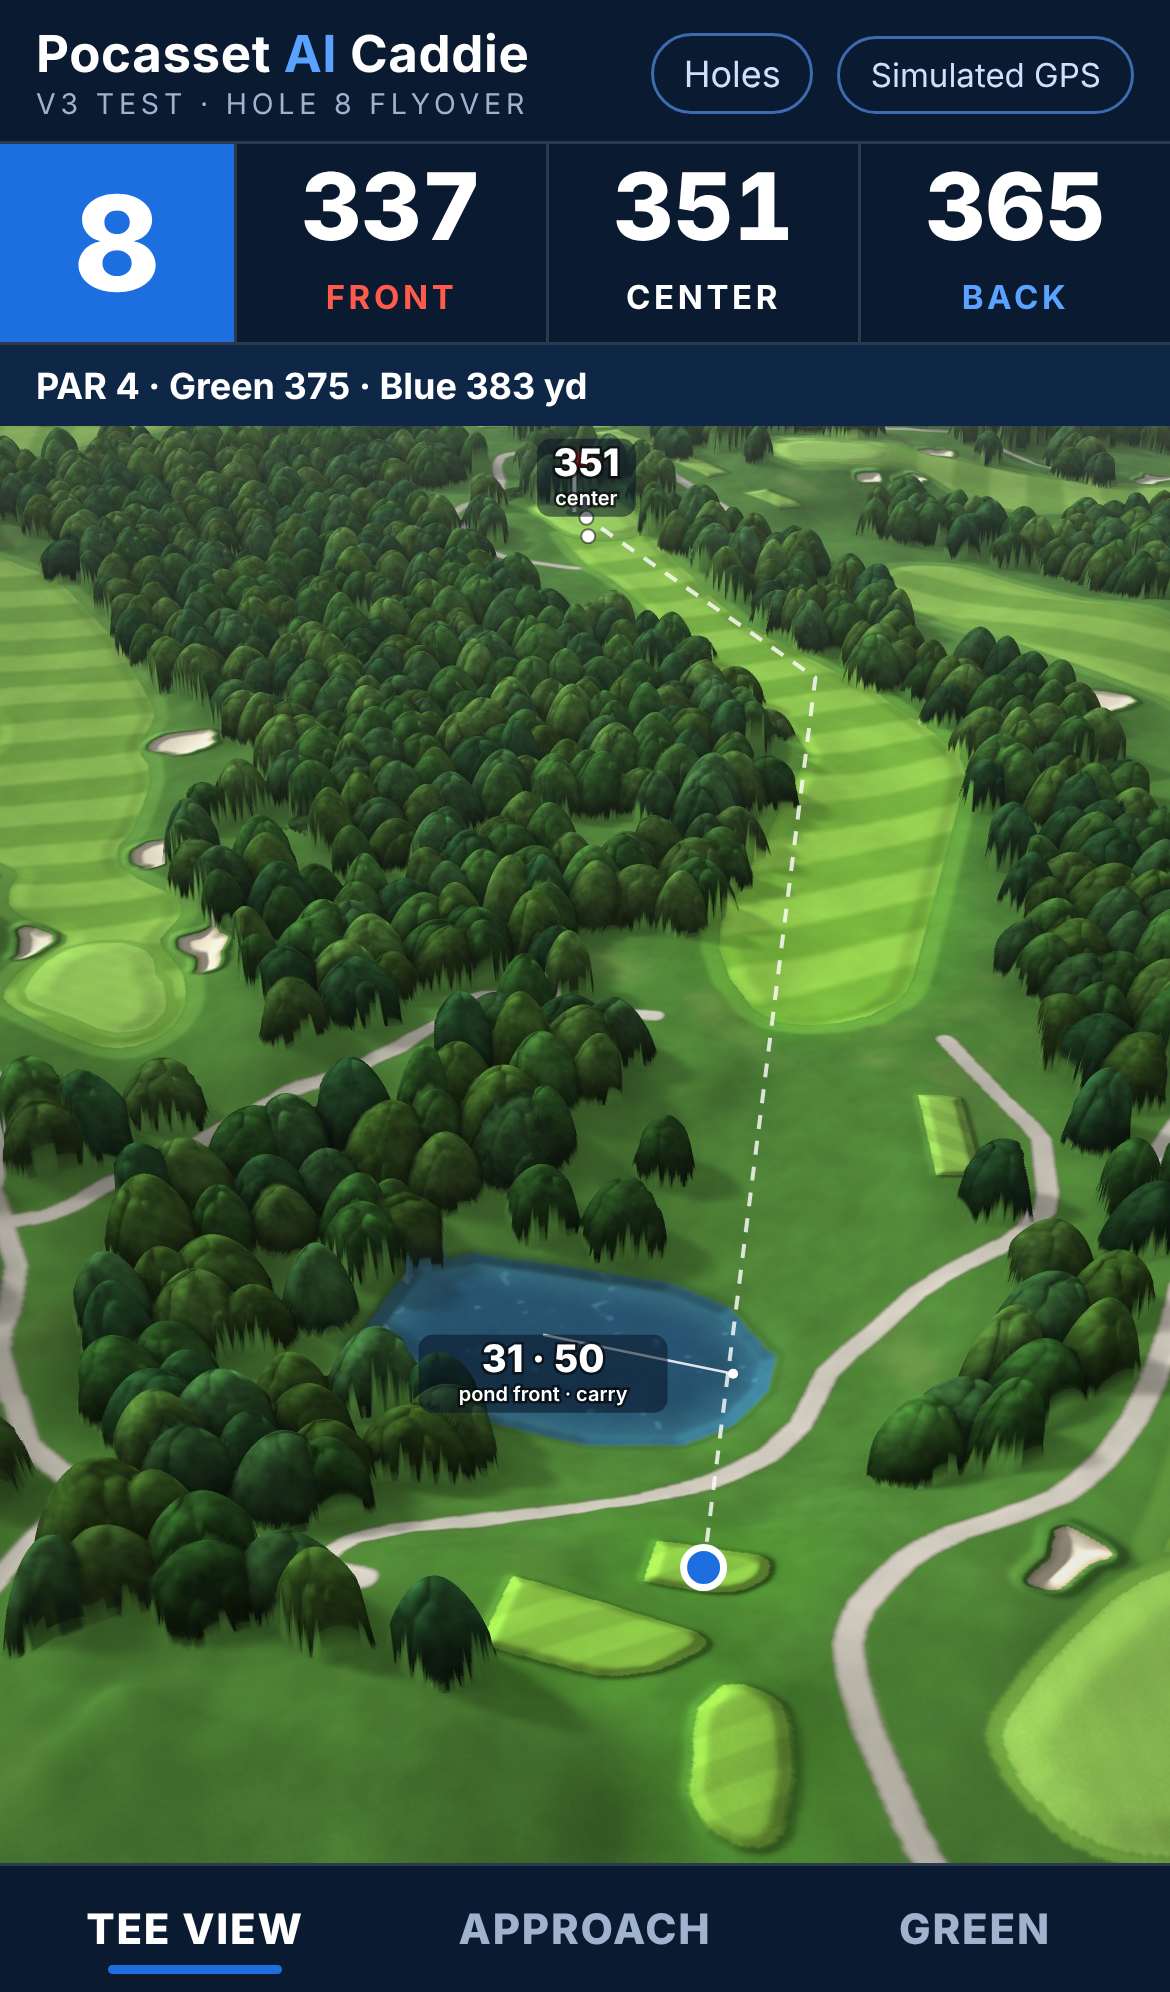 Pocasset AI Caddie
V3 TEST · HOLE 8 FLYOVER
Holes
Simulated GPS
8
337
FRONT
351
CENTER
365
BACK
PAR 4 · Green 375 · Blue 383 yd
351
center
31 · 50
pond front · carry
TEE VIEW
APPROACH
GREEN